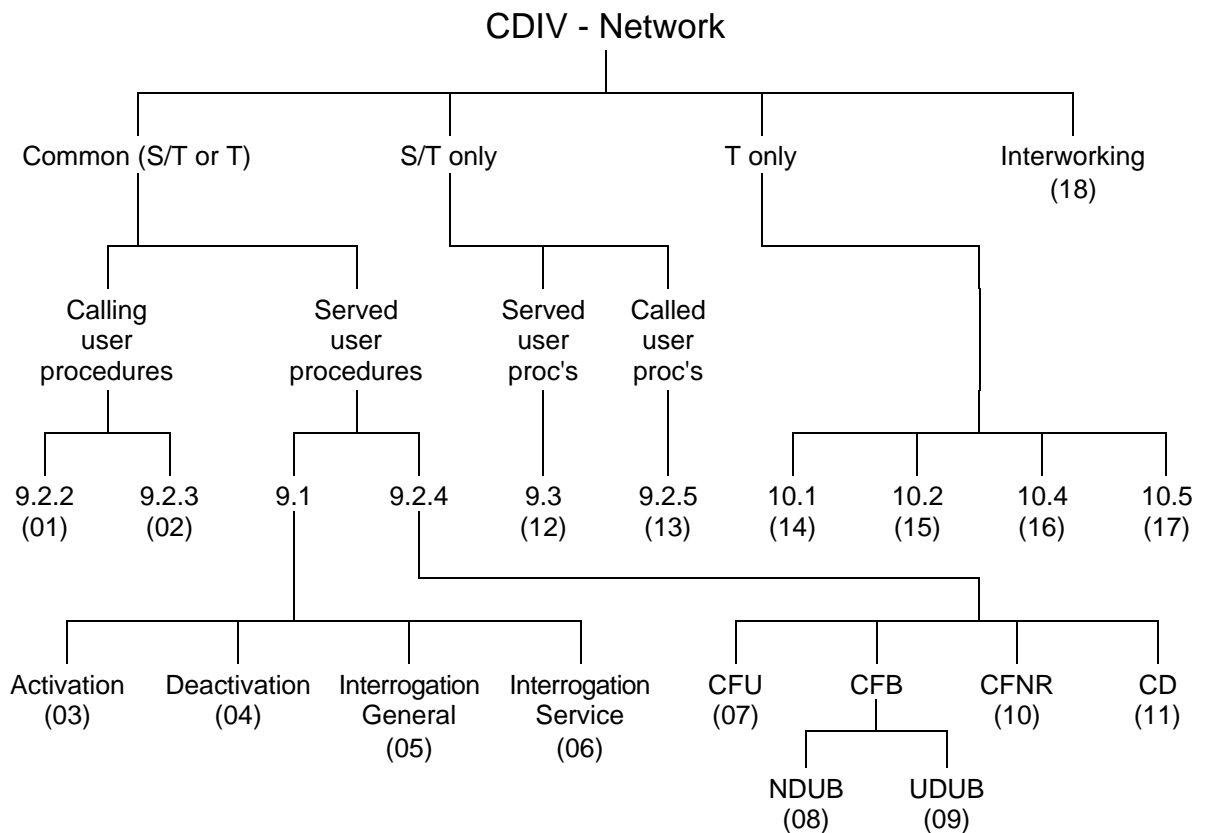 CDIV - Network
Common (S/T or T)
S/T only
T only
Interworking
(18)
Calling
user
procedures
Served
user
procedures
Served
user
proc's
Called
user
proc's
9.2.2
(01)
9.2.3
(02)
9.1
9.2.4
9.3
(12)
9.2.5
(13)
10.1
(14)
10.2
(15)
10.4
(16)
10.5
(17)
Activation
(03)
Deactivation
(04)
Interrogation
General
(05)
Interrogation
Service
(06)
CFU
(07)
CFB
CFNR
(10)
CD
(11)
NDUB
(08)
UDUB
(09)